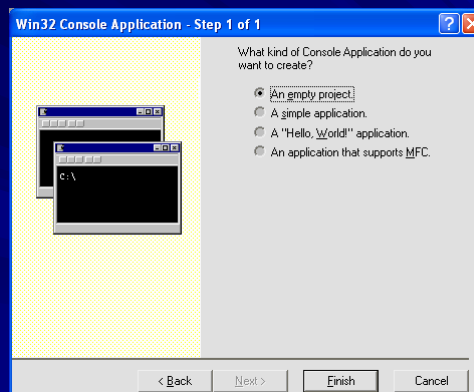 Win32 Console Application - Step 1 of 1
What kind of Console Application do you
want to create?
An empty project.
A simple application.
A "Hello, World!" application.
An application that supports MFC.
C:\
< Back
Next >
Finish
Cancel